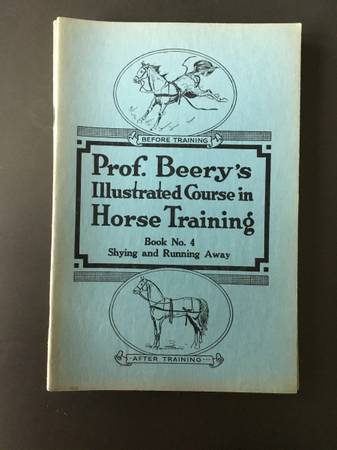 BEFORE TRAINING
Prof. Beery's
Illustrated Course in
Horse Training
Book No. 4
Shying and Running Away
AFTER TRAINING